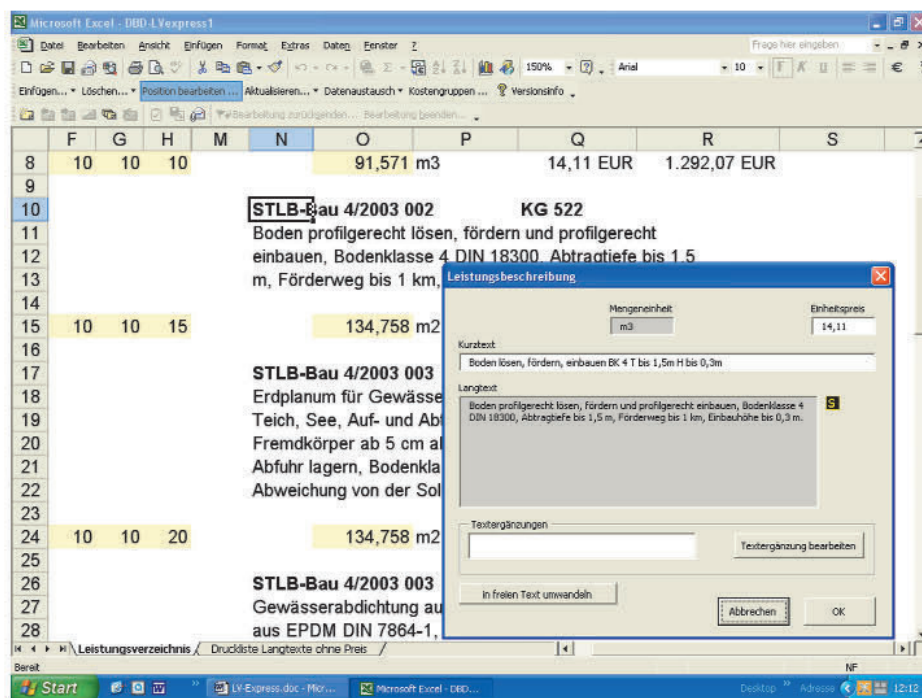 Microsoft Excel - DBD-LVexpress1
Datei Bearbeiten Ansicht Einfügen Format Extras Daten Fenster ? Frage hier eingeben
150% Arial 10 F K U €
Einfügen... Löschen... Position bearbeiten ... Aktualisieren... Datenaustausch Kostengruppen ... Versionsinfo
Bearbeitung zurückgenden... Bearbeitung beenden...
F G H M N O P Q R S
8 10 10 10 91,571 m3 14,11 EUR 1.292,07 EUR
9
10 STLB-Bau 4/2003 002 KG 522
11 Boden profilgerecht lösen, fördern und profilgerecht
12 einbauen, Bodenklasse 4 DIN 18300, Abtragtiefe bis 1,5
13 m, Förderweg bis 1 km,
14
15 10 10 15 134,758 m2
16
17 STLB-Bau 4/2003 003
18 Erdplanum für Gewässe
19 Teich, See, Auf- und Abt
20 Fremdkörper ab 5 cm al
21 Abfuhr lagern, Bodenkla
22 Abweichung von der Sol
23
24 10 10 20 134,758 m2
25
26 STLB-Bau 4/2003 003
27 Gewässerabdichtung au
28 aus EPDM DIN 7864-1,
Leistungsbeschreibung
Mengeneinheit Einheitspreis
m3 14,11
Kurztext
Boden lösen, fördern, einbauen BK 4 T bis 1,5m H bis 0,3m
Langtext
Boden profilgerecht lösen, fördern und profilgerecht einbauen, Bodenklasse 4
DIN 18300, Abtragtiefe bis 1,5 m, Förderweg bis 1 km, Einbauhöhe bis 0,3 m.
S
Textergänzungen
Textergänzung bearbeiten
In freien Text umwandeln
Abbrechen OK
Leistungsverzeichnis Druckliste Langtexte ohne Preis
Bereit NF
Start LV-Express.doc - Micr... Microsoft Excel - DBD... Desktop Adresse 12:12